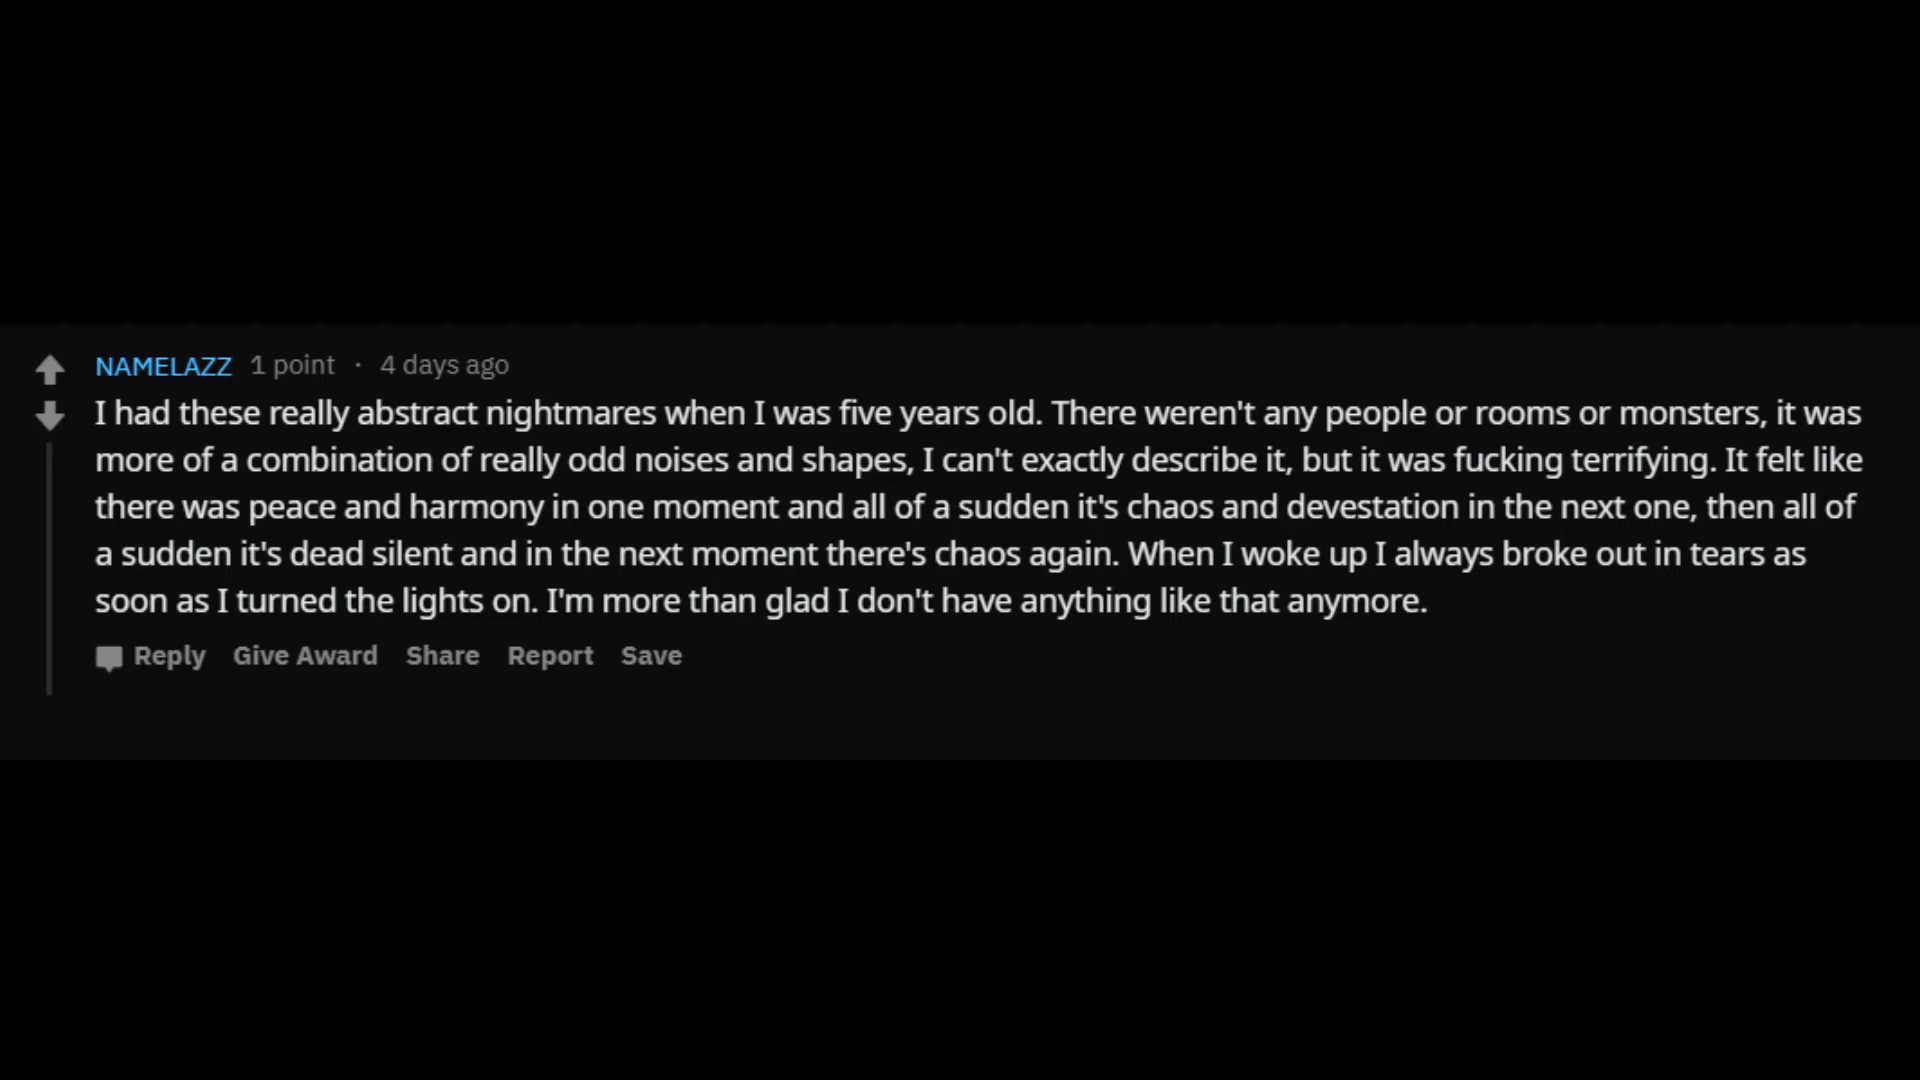 NAMELAZZ 1 point · 4 days ago
I had these really abstract nightmares when I was five years old. There weren't any people or rooms or monsters, it was
more of a combination of really odd noises and shapes, I can't exactly describe it, but it was fucking terrifying. It felt like
there was peace and harmony in one moment and all of a sudden it's chaos and devestation in the next one, then all of
a sudden it's dead silent and in the next moment there's chaos again. When I woke up I always broke out in tears as
soon as I turned the lights on. I'm more than glad I don't have anything like that anymore.
Reply Give Award Share Report Save